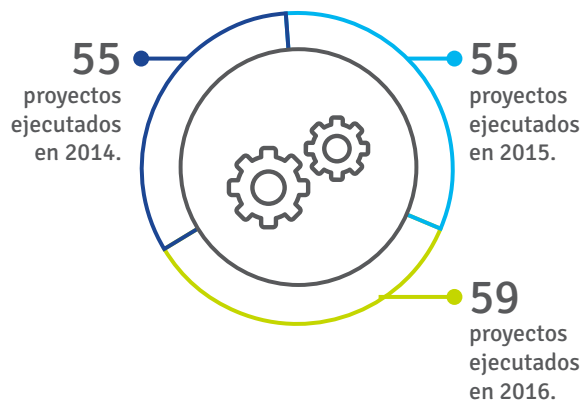 55
proyectos
ejecutados
en 2014.
55
proyectos
ejecutados
en 2015.
59
proyectos
ejecutados
en 2016.